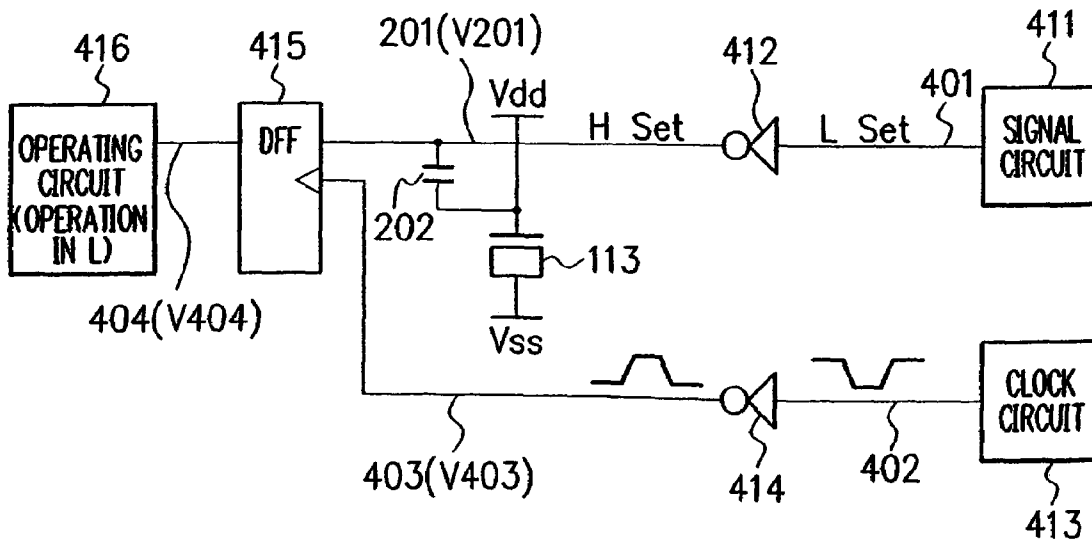 416
415
201(V201)
412
411
Vdd
401
H Set
L Set
OPERATING
CIRCUIT
(OPERATION
IN L)
DFF
SIGNAL
CIRCUIT
202
113
404(V404)
Vss
CLOCK
CIRCUIT
403(V403)
414
402
413